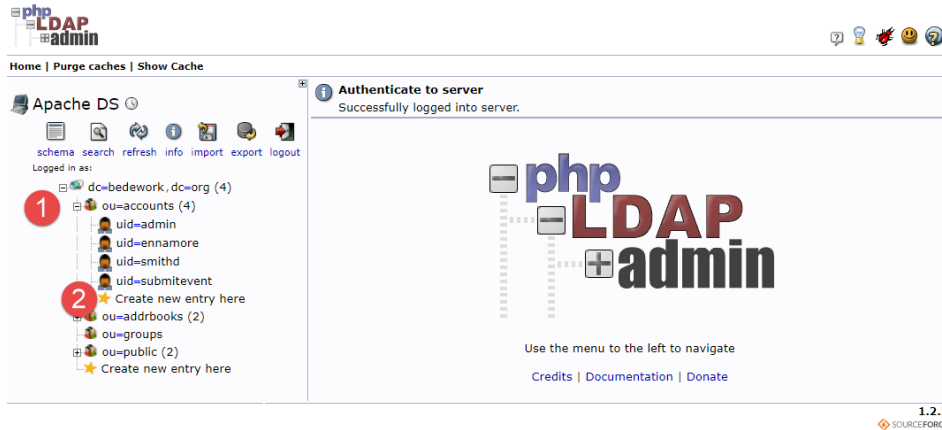 php
LDAP
admin
Home | Purge caches | Show Cache
Apache DS
schema search refresh info import export logout
Logged in as:
dc=bedework,dc=org (4)
1
ou=accounts (4)
uid=admin
uid=ennamore
uid=smithd
uid=submitevent
2
Create new entry here
ou=addrbooks (2)
ou=groups
ou=public (2)
Create new entry here
Authenticate to server
Successfully logged into server.
php
LDAP
admin
Use the menu to the left to navigate
Credits | Documentation | Donate
1.2.
SOURCEFORG